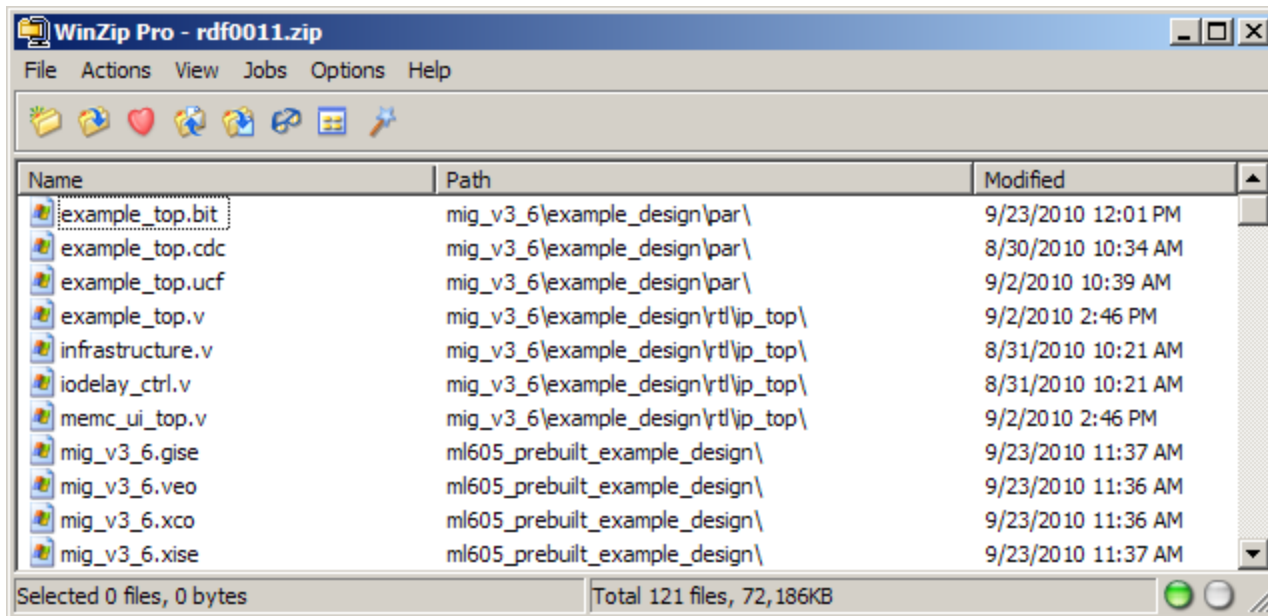 WinZip Pro - rdf0011.zip
File Actions View Jobs Options Help
Name Path Modified
example_top.bit mig_v3_6\example_design\par\ 9/23/2010 12:01 PM
example_top.cdc mig_v3_6\example_design\par\ 8/30/2010 10:34 AM
example_top.ucf mig_v3_6\example_design\par\ 9/2/2010 10:39 AM
example_top.v mig_v3_6\example_design\rtl\ip_top\ 9/2/2010 2:46 PM
infrastructure.v mig_v3_6\example_design\rtl\ip_top\ 8/31/2010 10:21 AM
iodelay_ctrl.v mig_v3_6\example_design\rtl\ip_top\ 8/31/2010 10:21 AM
memc_ui_top.v mig_v3_6\example_design\rtl\ip_top\ 9/2/2010 2:46 PM
mig_v3_6.gise ml605_prebuilt_example_design\ 9/23/2010 11:37 AM
mig_v3_6.veo ml605_prebuilt_example_design\ 9/23/2010 11:36 AM
mig_v3_6.xco ml605_prebuilt_example_design\ 9/23/2010 11:36 AM
mig_v3_6.xise ml605_prebuilt_example_design\ 9/23/2010 11:37 AM
Selected 0 files, 0 bytes Total 121 files, 72,186KB